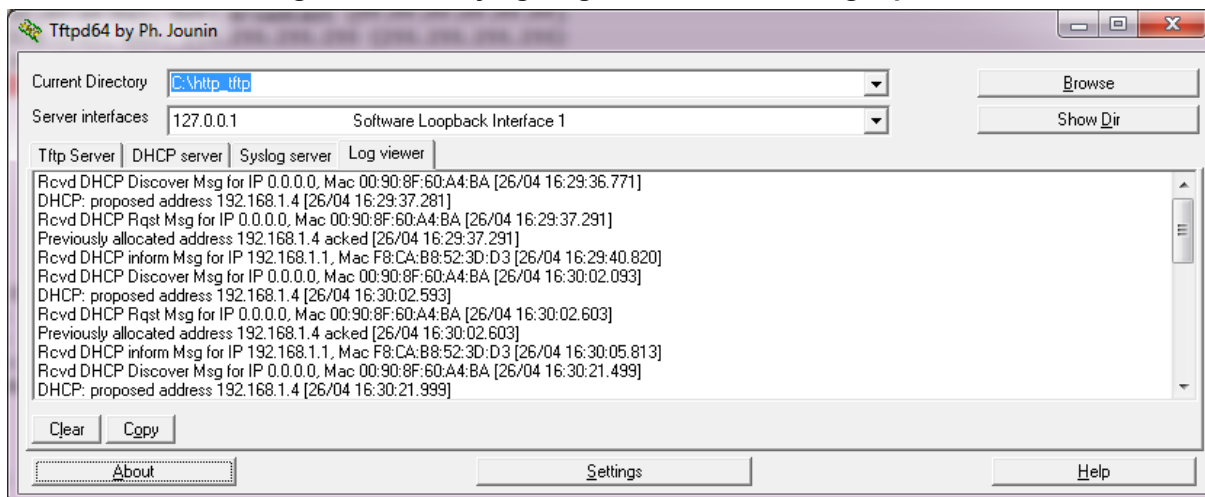 Tftpd64 by Ph. Jounin
Current Directory C:\http_tftp Browse
Server interfaces 127.0.0.1 Software Loopback Interface 1 Show Dir
Tftp Server DHCP server Syslog server Log viewer
Rcvd DHCP Discover Msg for IP 0.0.0.0, Mac 00:90:8F:60:A4:BA [26/04 16:29:36.771]
DHCP: proposed address 192.168.1.4 [26/04 16:29:37.281]
Rcvd DHCP Rqst Msg for IP 0.0.0.0, Mac 00:90:8F:60:A4:BA [26/04 16:29:37.291]
Previously allocated address 192.168.1.4 acked [26/04 16:29:37.291]
Rcvd DHCP inform Msg for IP 192.168.1.1, Mac F8:CA:B8:52:3D:D3 [26/04 16:29:40.820]
Rcvd DHCP Discover Msg for IP 0.0.0.0, Mac 00:90:8F:60:A4:BA [26/04 16:30:02.093]
DHCP: proposed address 192.168.1.4 [26/04 16:30:02.593]
Rcvd DHCP Rqst Msg for IP 0.0.0.0, Mac 00:90:8F:60:A4:BA [26/04 16:30:02.603]
Previously allocated address 192.168.1.4 acked [26/04 16:30:02.603]
Rcvd DHCP inform Msg for IP 192.168.1.1, Mac F8:CA:B8:52:3D:D3 [26/04 16:30:05.813]
Rcvd DHCP Discover Msg for IP 0.0.0.0, Mac 00:90:8F:60:A4:BA [26/04 16:30:21.499]
DHCP: proposed address 192.168.1.4 [26/04 16:30:21.999]
Clear Copy
About Settings Help